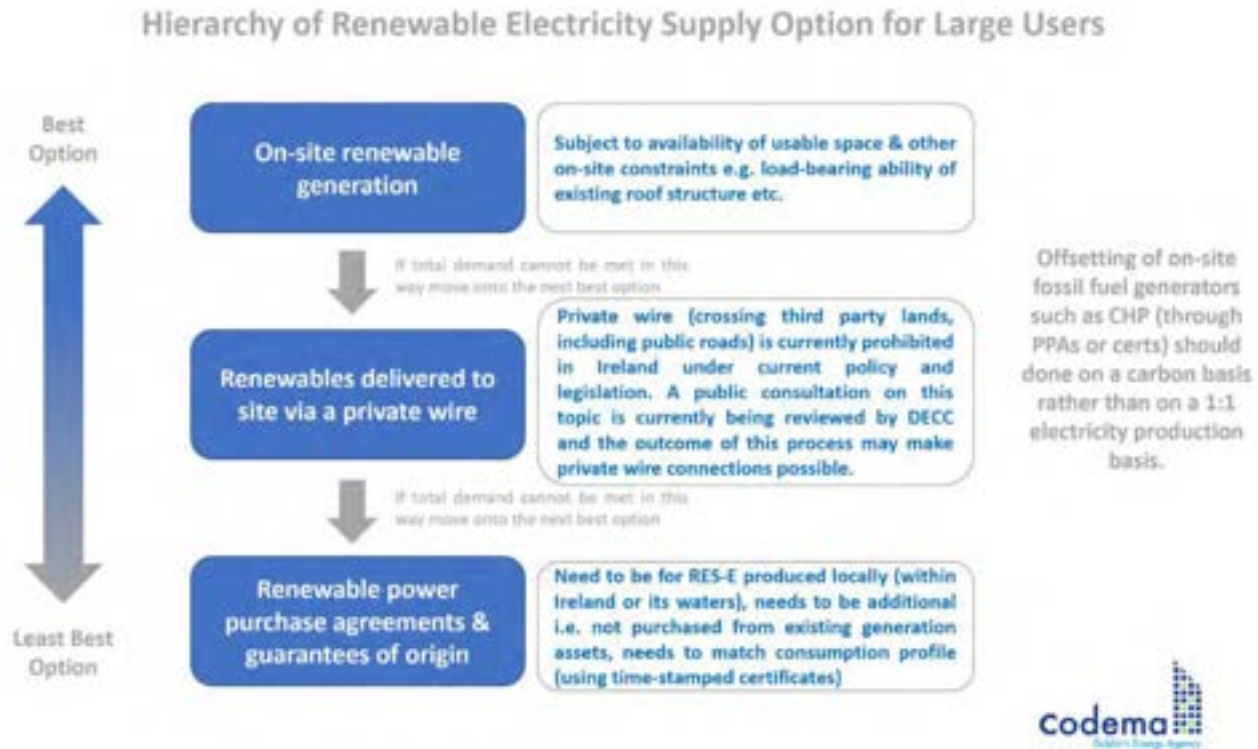 Hierarchy of Renewable Electricity Supply Option for Large Users
Best
Option
On-site renewable
generation
Subject to availability of usable space & other
on-site constraints e.g. load-bearing ability of
existing roof structure etc.
If total demand cannot be met in this
way move onto the next best option
Renewables delivered to
site via a private wire
Private wire (crossing third party lands,
including public roads) is currently prohibited
in Ireland under current policy and
legislation. A public consultation on this
topic is currently being reviewed by DECC
and the outcome of this process may make
private wire connections possible.
If total demand cannot be met in this
way move onto the next best option
Renewable power
purchase agreements &
guarantees of origin
Need to be for RES-E produced locally (within
Ireland or its waters), needs to be additional
i.e. not purchased from existing generation
assets, needs to match consumption profile
(using time-stamped certificates)
Least Best
Option
Offsetting of on-site
fossil fuel generators
such as CHP (through
PPAs or certs) should
done on a carbon basis
rather than on a 1:1
electricity production
basis.
codema
Dublin's Energy Agency